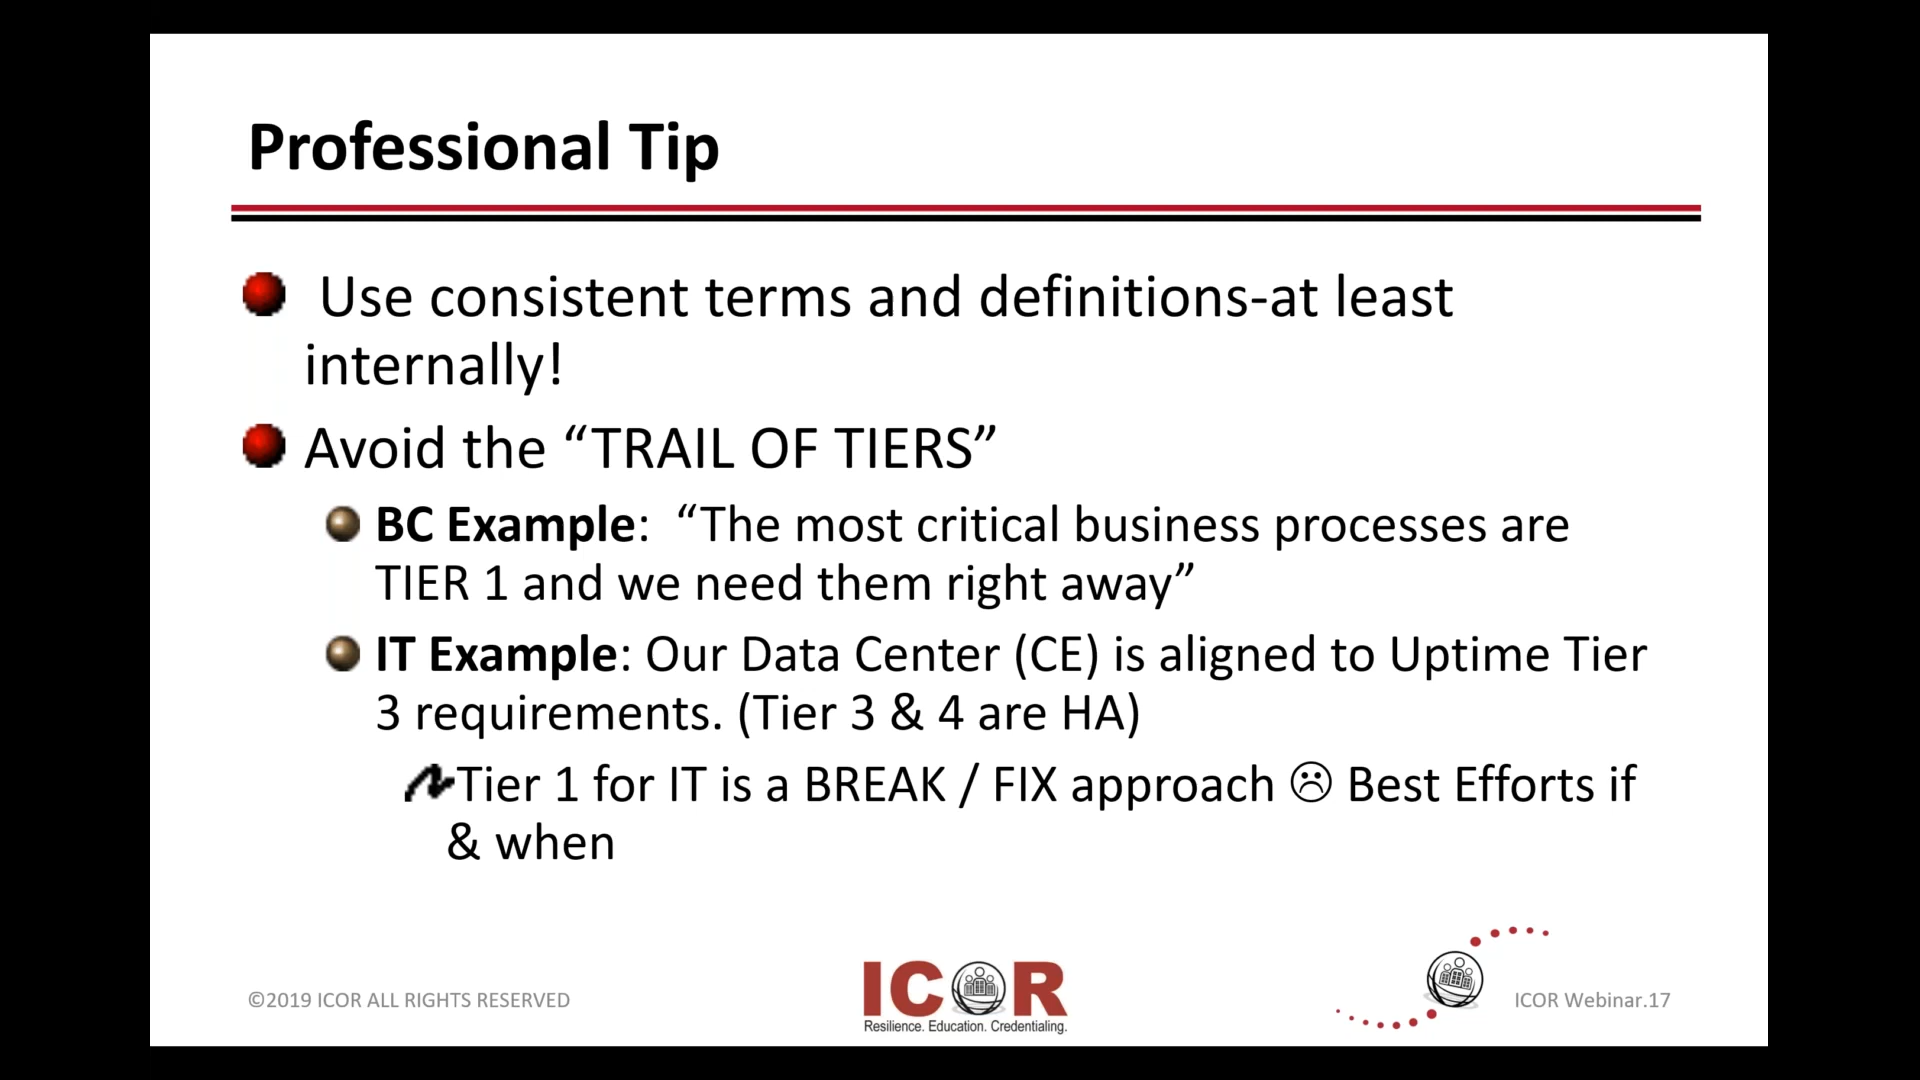 Professional Tip
Use consistent terms and definitions-at least
internally!
Avoid the “TRAIL OF TIERS”
BC Example:  “The most critical business processes are
TIER 1 and we need them right away”
IT Example: Our Data Center (CE) is aligned to Uptime Tier
3 requirements. (Tier 3 & 4 are HA)
Tier 1 for IT is a BREAK / FIX approach ☹ Best Efforts if
& when
©2019 ICOR ALL RIGHTS RESERVED
ICOR
Resilience. Education. Credentialing.
ICOR Webinar.17